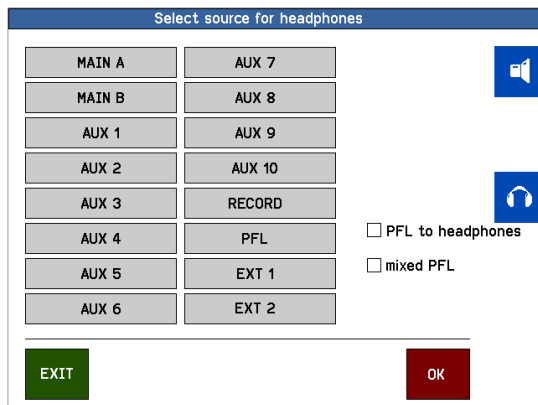 Select source for headphones
MAIN A
MAIN B
AUX 1
AUX 2
AUX 3
AUX 4
AUX 5
AUX 6
AUX 7
AUX 8
AUX 9
AUX 10
RECORD
PFL
EXT 1
EXT 2
PFL to headphones
mixed PFL
EXIT
OK